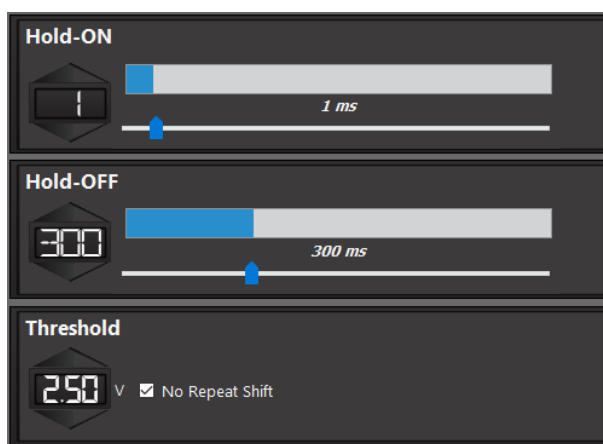 Hold-ON
1
1 ms
Hold-OFF
300
300 ms
Threshold
2.50 V No Repeat Shift